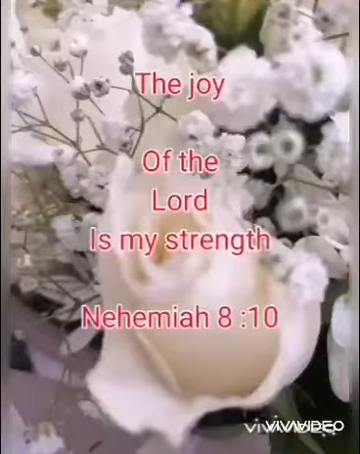 The joy
Of the
Lord
Is my strength
Nehemiah 8 :10
VIVAVIDEO